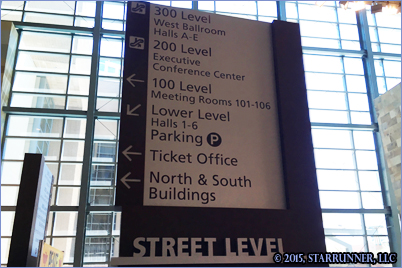 300 Level
West Ballroom
Halls A-E
200 Level
Executive
Conference Center
100 Level
Meeting Rooms 101-106
Lower Level
Halls 1-6
Parking P
Ticket Office
North & South
Buildings
STREET LEVEL
© 2015, STARRUNNER, LLC